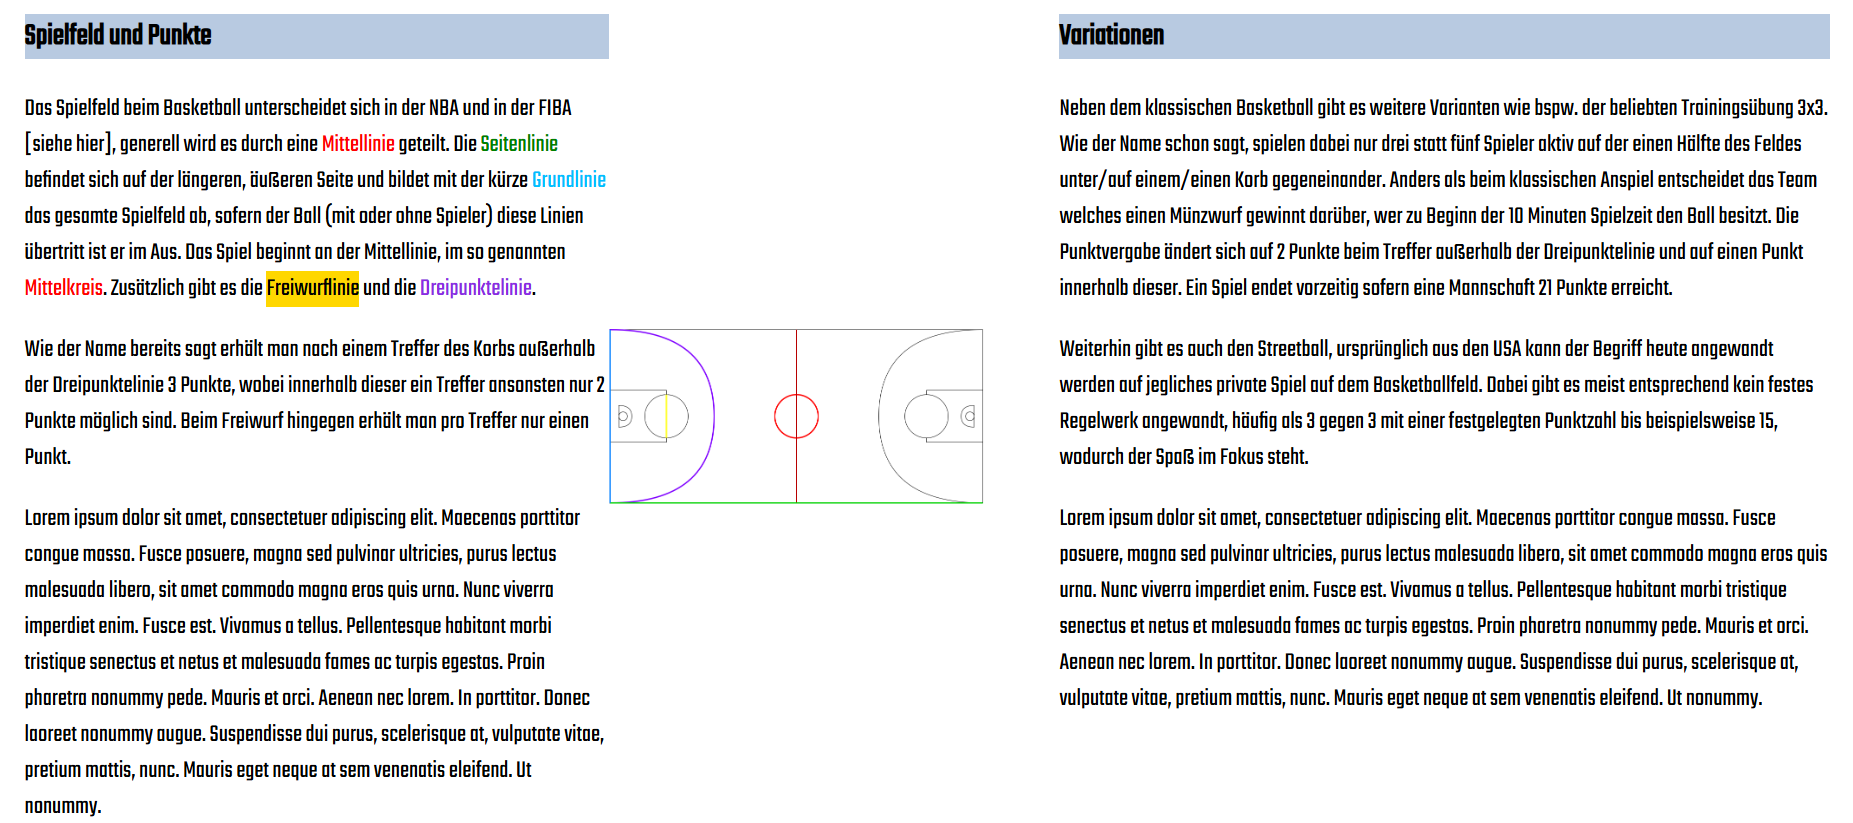 Spielfeld und Punkte
Das Spielfeld beim Basketball unterscheidet sich in der NBA und in der FIBA
[siehe hier], generell wird es durch eine Mittellinie geteilt. Die Seitenlinie
befindet sich auf der längeren, äußeren Seite und bildet mit der kürze Grundlinie
das gesamte Spielfeld ab, sofern der Ball (mit oder ohne Spieler) diese Linien
übertritt ist er im Aus. Das Spiel beginnt an der Mittellinie, im so genannten
Mittelkreis. Zusätzlich gibt es die Freiwurflinie und die Dreipunktelinie.
Wie der Name bereits sagt erhält man nach einem Treffer des Korbs außerhalb
der Dreipunktelinie 3 Punkte, wobei innerhalb dieser ein Treffer ansonsten nur 2
Punkte möglich sind. Beim Freiwurf hingegen erhält man pro Treffer nur einen
Punkt.
Lorem ipsum dolor sit amet, consectetuer adipiscing elit. Maecenas porttitor
congue massa. Fusce posuere, magna sed pulvinar ultricies, purus lectus
malesuada libero, sit amet commodo magna eros quis urna. Nunc viverra
imperdiet enim. Fusce est. Vivamus a tellus. Pellentesque habitant morbi
tristique senectus et netus et malesuada fames ac turpis egestas. Proin
pharetra nonummy pede. Mauris et orci. Aenean nec lorem. In porttitor. Donec
laoreet nonummy augue. Suspendisse dui purus, scelerisque at, vulputate vitae,
pretium mattis, nunc. Mauris eget neque at sem venenatis eleifend. Ut
nonummy.
Variationen
Neben dem klassischen Basketball gibt es weitere Varianten wie bspw. der beliebten Trainingsübung 3x3.
Wie der Name schon sagt, spielen dabei nur drei statt fünf Spieler aktiv auf der einen Hälfte des Feldes
unter/auf einem/einen Korb gegeneinander. Anders als beim klassischen Anspiel entscheidet das Team
welches einen Münzwurf gewinnt darüber, wer zu Beginn der 10 Minuten Spielzeit den Ball besitzt. Die
Punktvergabe ändert sich auf 2 Punkte beim Treffer außerhalb der Dreipunktelinie und auf einen Punkt
innerhalb dieser. Ein Spiel endet vorzeitig sofern eine Mannschaft 21 Punkte erreicht.
Weiterhin gibt es auch den Streetball, ursprünglich aus den USA kann der Begriff heute angewandt
werden auf jegliches private Spiel auf dem Basketballfeld. Dabei gibt es meist entsprechend kein festes
Regelwerk angewandt, häufig als 3 gegen 3 mit einer festgelegten Punktzahl bis beispielsweise 15,
wodurch der Spaß im Fokus steht.
Lorem ipsum dolor sit amet, consectetuer adipiscing elit. Maecenas porttitor congue massa. Fusce
posuere, magna sed pulvinar ultricies, purus lectus malesuada libero, sit amet commodo magna eros quis
urna. Nunc viverra imperdiet enim. Fusce est. Vivamus a tellus. Pellentesque habitant morbi tristique
senectus et netus et malesuada fames ac turpis egestas. Proin pharetra nonummy pede. Mauris et orci.
Aenean nec lorem. In porttitor. Donec laoreet nonummy augue. Suspendisse dui purus, scelerisque at,
vulputate vitae, pretium mattis, nunc. Mauris eget neque at sem venenatis eleifend. Ut nonummy.